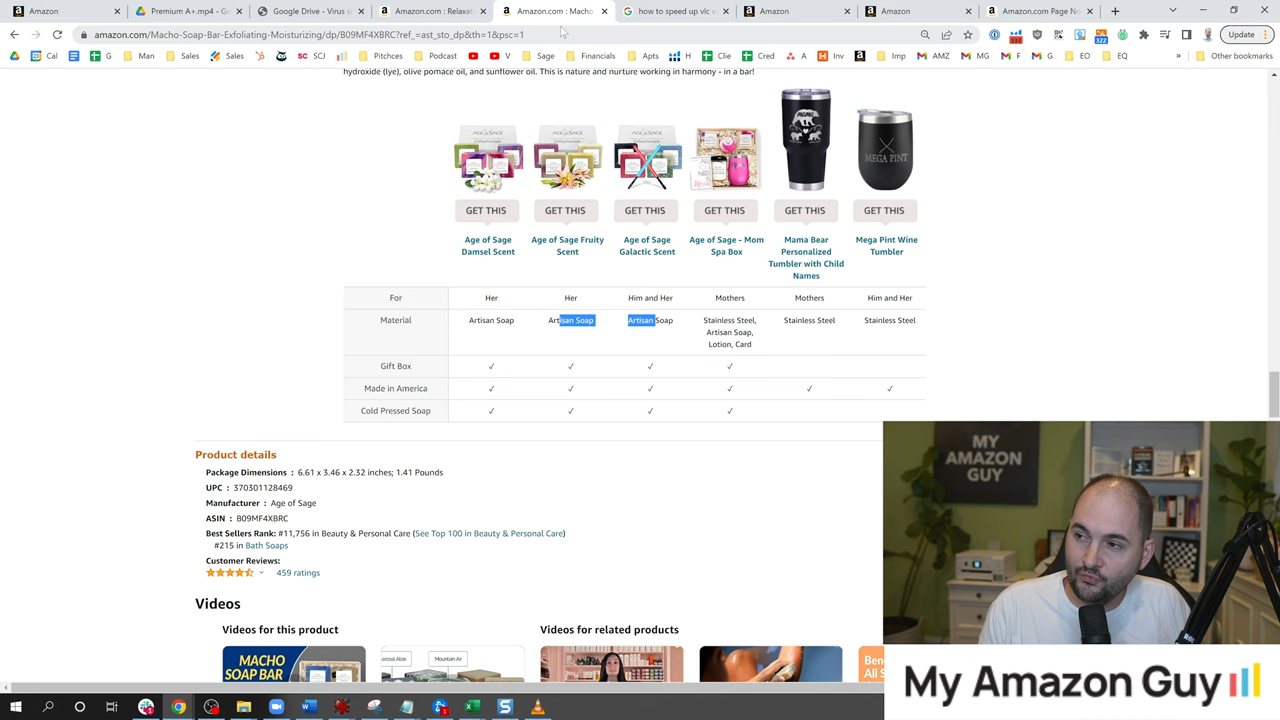 Amazon
Premium A+.mp4 - Go
Google Drive - Virus s
Amazon.com : Relaxat
Amazon.com : Macho
how to speed up vlc v
Amazon
Amazon
Amazon.com Page No
amazon.com/Macho-Soap-Bar-Exfoliating-Moisturizing/dp/B09MF4XBRC?ref_=ast_sto_dp&th=1&psc=1
Update
Cal
G
Man
Sales
Sales
SCJ
Pitches
Y
V
Sage
Financials
Apts
H
Clie
Cred
A
Inv
Imp
AMZ
MG
F
G
EO
EQ
Other bookmarks
hydroxide (lye), olive pomace oil, and sunflower oil. This is nature and nurture working in harmony - in a bar!
MEGA PINT
GET THIS GET THIS GET THIS GET THIS GET THIS GET THIS
Age of Sage Damsel Scent
Age of Sage Fruity Scent
Age of Sage Galactic Scent
Age of Sage - Mom Spa Box
Mama Bear Personalized Tumbler with Child Names
Mega Pint Wine Tumbler
For Her Her Him and Her Mothers Mothers Him and Her
Material Artisan Soap Artisan Soap Artisan Soap Stainless Steel, Artisan Soap, Lotion, Card Stainless Steel Stainless Steel
Gift Box ✓ ✓ ✓ ✓
Made in America ✓ ✓ ✓ ✓ ✓ ✓
Cold Pressed Soap ✓ ✓ ✓ ✓
Product details
Package Dimensions : 6.61 x 3.46 x 2.32 inches; 1.41 Pounds
UPC : 370301128469
Manufacturer : Age of Sage
ASIN : B09MF4XBRC
Best Sellers Rank: #11,756 in Beauty & Personal Care (See Top 100 in Beauty & Personal Care)
#215 in Bath Soaps
Customer Reviews:
459 ratings
Videos
Videos for this product
Videos for related products
MACHO
SOAP BAR
Mountain Air
MY
AMAZON
GUY
My Amazon Guy